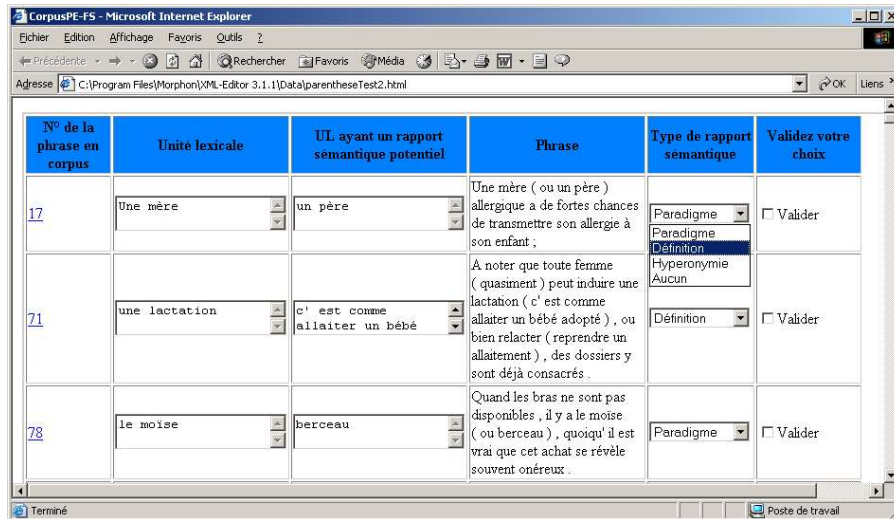 CorpusPE-FS - Microsoft Internet Explorer
Fichier Edition Affichage Favoris Outils ?
Précédente Rechercher Favoris Média
Adresse C:\Program Files\Morphon\XML-Editor 3.1.1\Data\parentheseTest2.html OK Liens »
N° de la phrase en corpus
Unité lexicale
UL ayant un rapport sémantique potentiel
Phrase
Type de rapport sémantique
Validez votre choix
17
Une mère
un père
Une mère ( ou un père )
allergique a de fortes chances
de transmettre son allergie à
son enfant ;
Paradigme
Paradigme
Définition
Hyperonymie
Aucun
Valider
71
une lactation
c' est comme
allaiter un bébé
A noter que toute femme
( quasiment ) peut induire une
lactation ( c' est comme
allaiter un bébé adopté ) , ou
bien relacter ( reprendre un
allaitement ) , des dossiers y
sont déjà consacrés .
Définition
Valider
78
le moïse
berceau
Quand les bras ne sont pas
disponibles , il y a le moïse
( ou berceau ) , quoiqu' il est
vrai que cet achat se révèle
souvent onéreux .
Paradigme
Valider
Terminé
Poste de travail